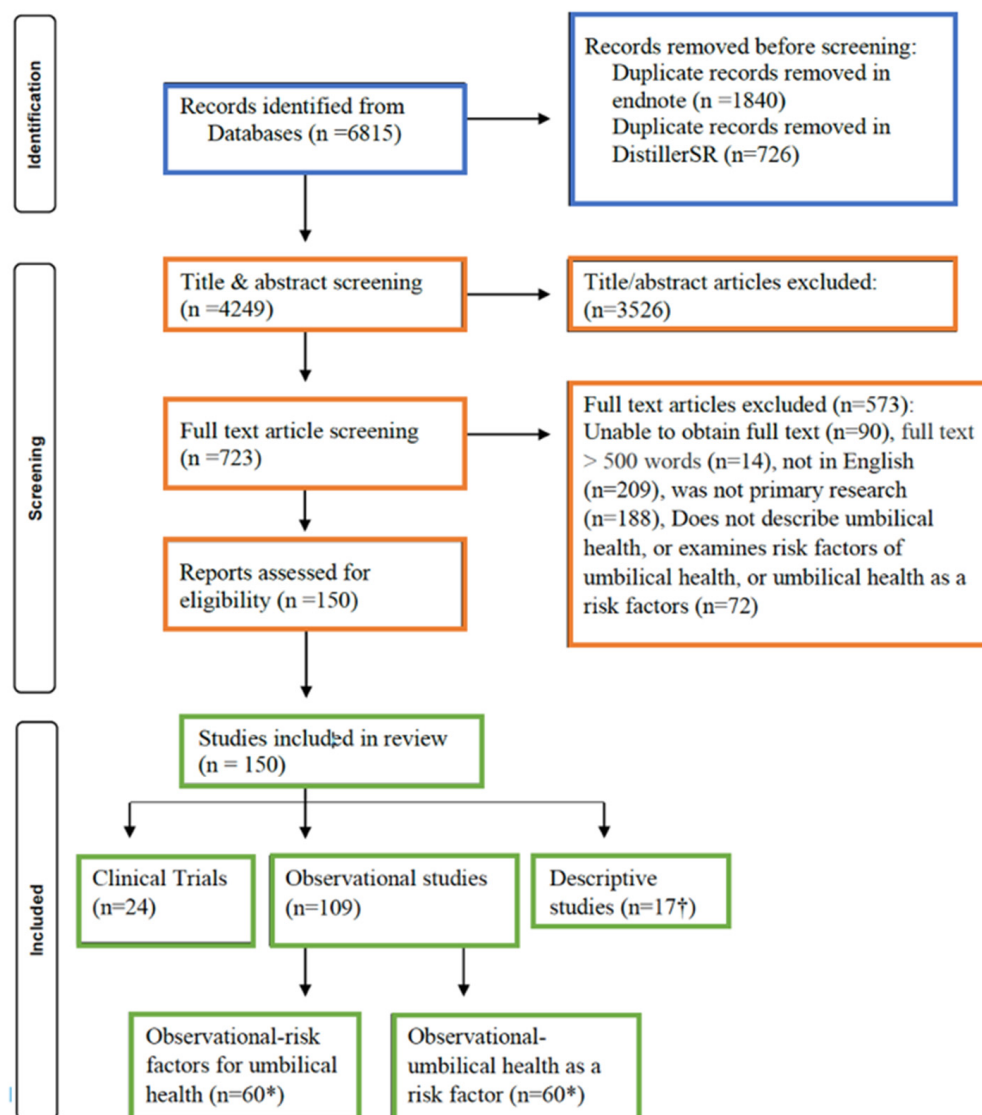 Identification
Records identified from
Databases (n =6815)
Records removed before screening:
Duplicate records removed in
endnote (n =1840)
Duplicate records removed in
DistillerSR (n=726)
Screening
Title & abstract screening
(n =4249)
Title/abstract articles excluded:
(n=3526)
Full text article screening
(n =723)
Full text articles excluded (n=573):
Unable to obtain full text (n=90), full text
> 500 words (n=14), not in English
(n=209), was not primary research
(n=188), Does not describe umbilical
health, or examines risk factors of
umbilical health, or umbilical health as a
risk factors (n=72)
Reports assessed for
eligibility (n =150)
Included
Studies included in review
(n = 150)
Clinical Trials
(n=24)
Observational studies
(n=109)
Descriptive
studies (n=17†)
Observational-risk
factors for umbilical
health (n=60*)
Observational-
umbilical health as a
risk factor (n=60*)